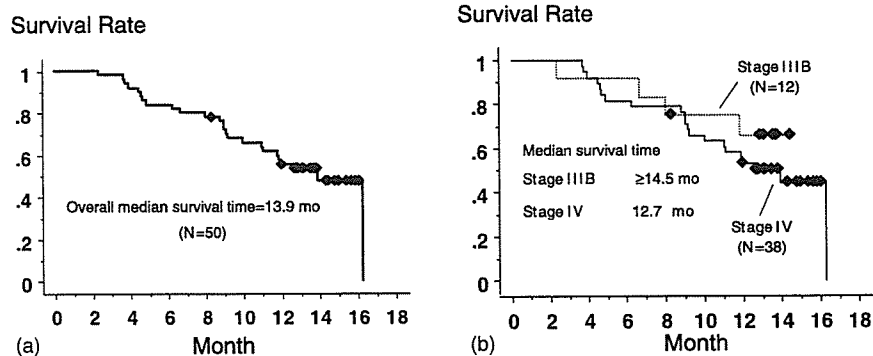 Survival Rate
1
.8
.6
.4
.2
0
Overall median survival time=13.9 mo
(N=50)
0 2 4 6 8 10 12 14 16 18
(a)
Month
Survival Rate
1
.8
.6
.4
.2
0
Stage IIIB
(N=12)
Median survival time
Stage IIIB ≥14.5 mo
Stage IV 12.7 mo
Stage IV
(N=38)
0 2 4 6 8 10 12 14 16 18
(b)
Month